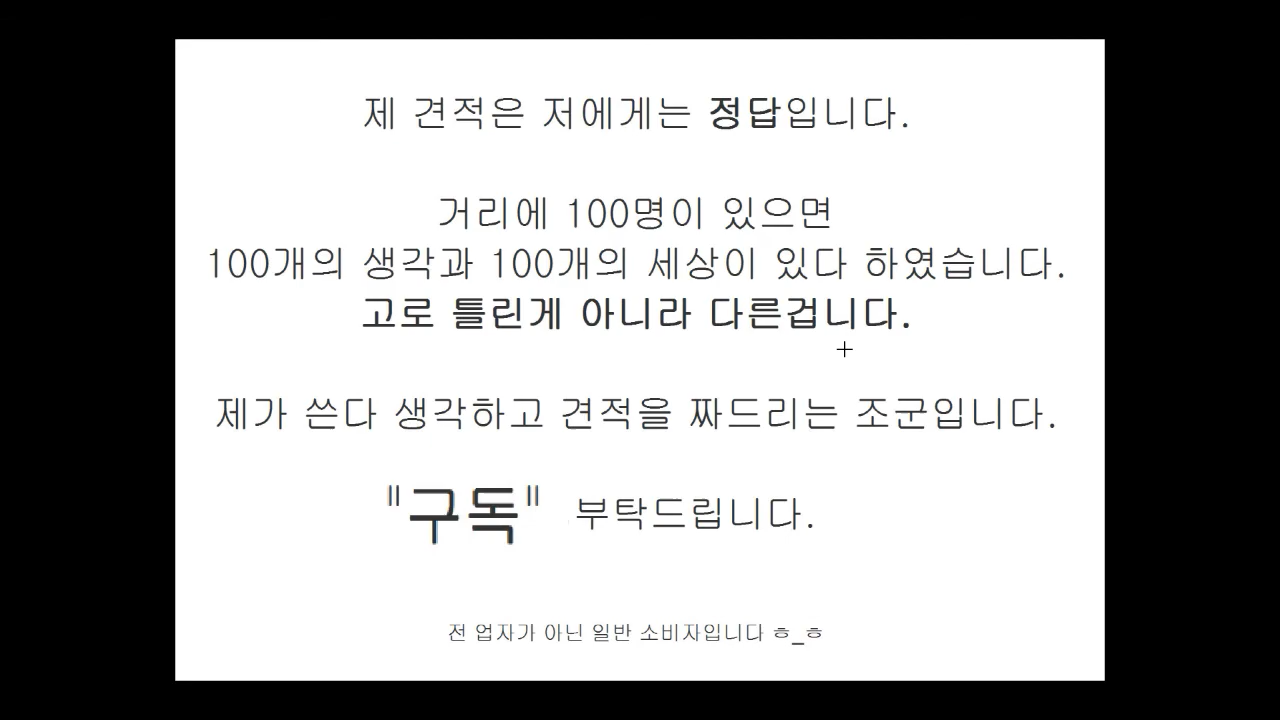 제 견적은 저에게는 정답입니다.
거리에 100명이 있으면
100개의 생각과 100개의 세상이 있다 하였습니다.
고로 틀린게 아니라 다른겁니다.
제가 쓴다 생각하고 견적을 짜드리는 조군입니다.
"구독" 부탁드립니다.
전 업자가 아닌 일반 소비자입니다 ㅎ_ㅎ